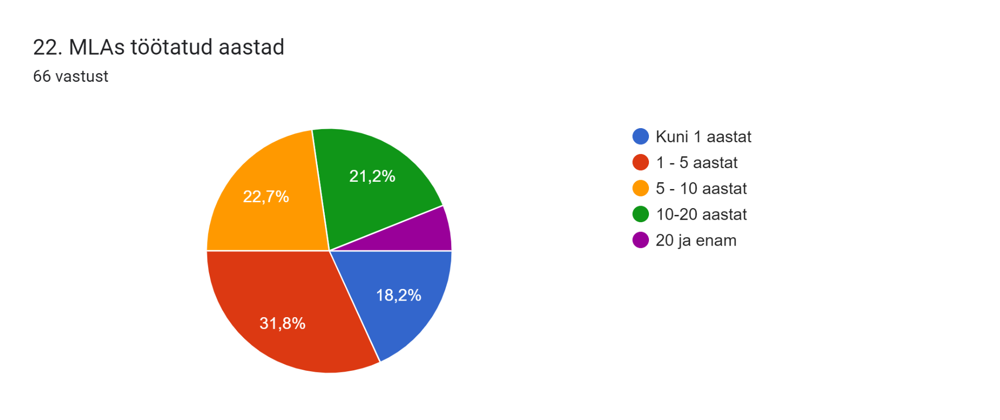 22. MLAs töötatud aastad
66 vastust
21,2%
22,7%
18,2%
31,8%
Kuni 1 aastat
1 - 5 aastat
5 - 10 aastat
10-20 aastat
20 ja enam